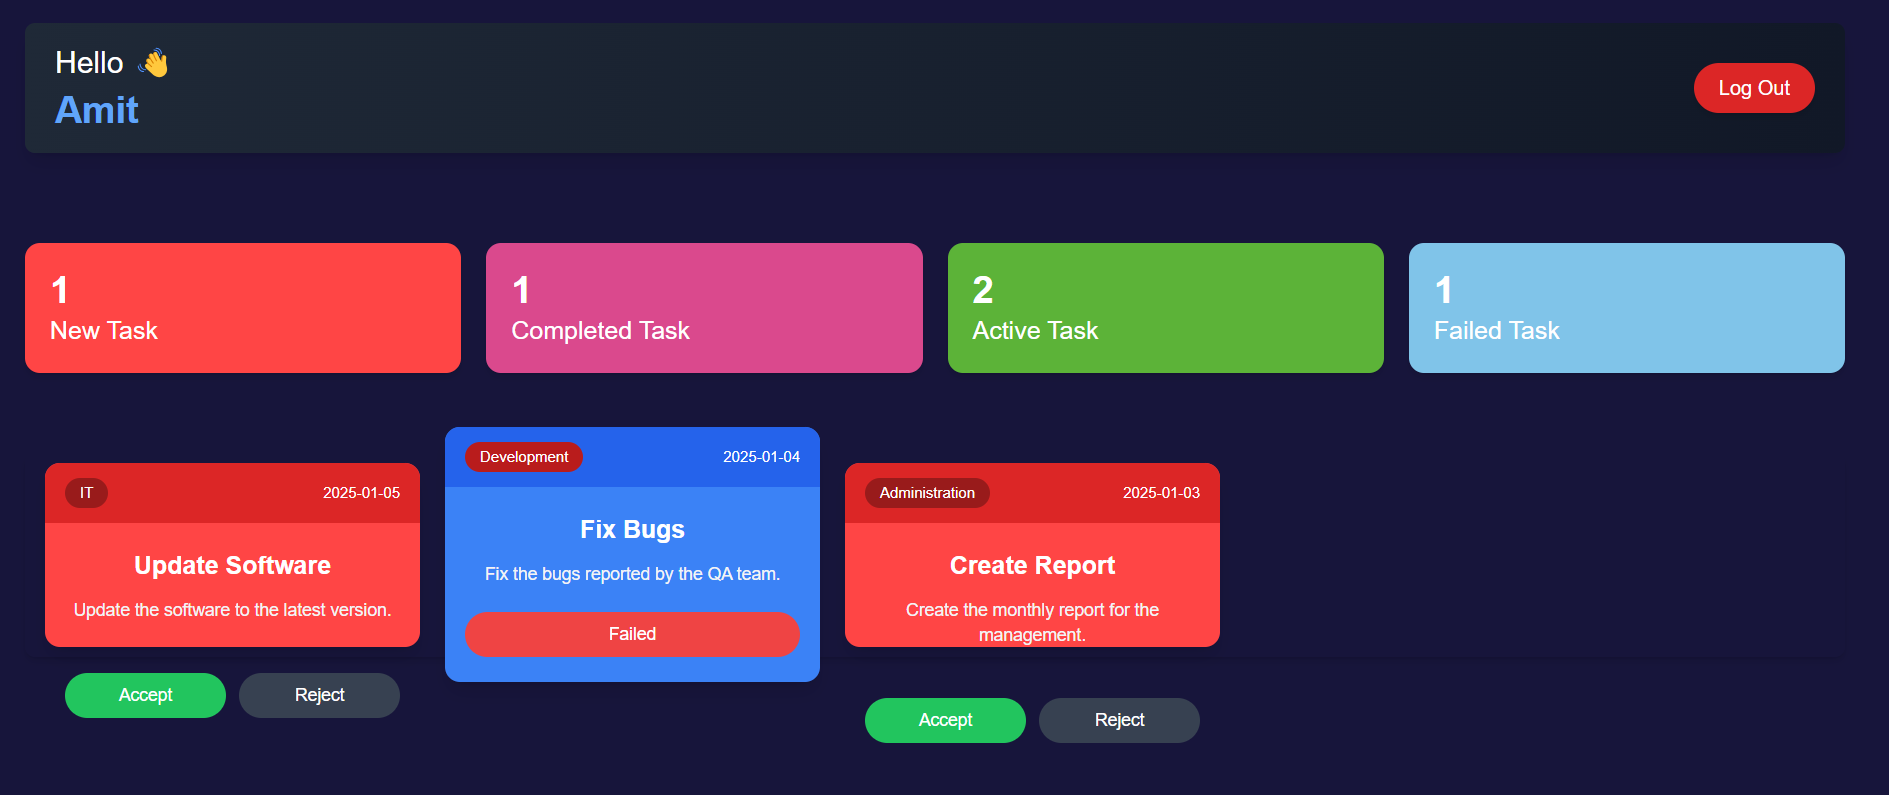 Hello 👋
Amit
Log Out
1
New Task
1
Completed Task
2
Active Task
1
Failed Task
IT
2025-01-05
Update Software
Update the software to the latest version.
Accept
Reject
Development
2025-01-04
Fix Bugs
Fix the bugs reported by the QA team.
Failed
Administration
2025-01-03
Create Report
Create the monthly report for the
management.
Accept
Reject